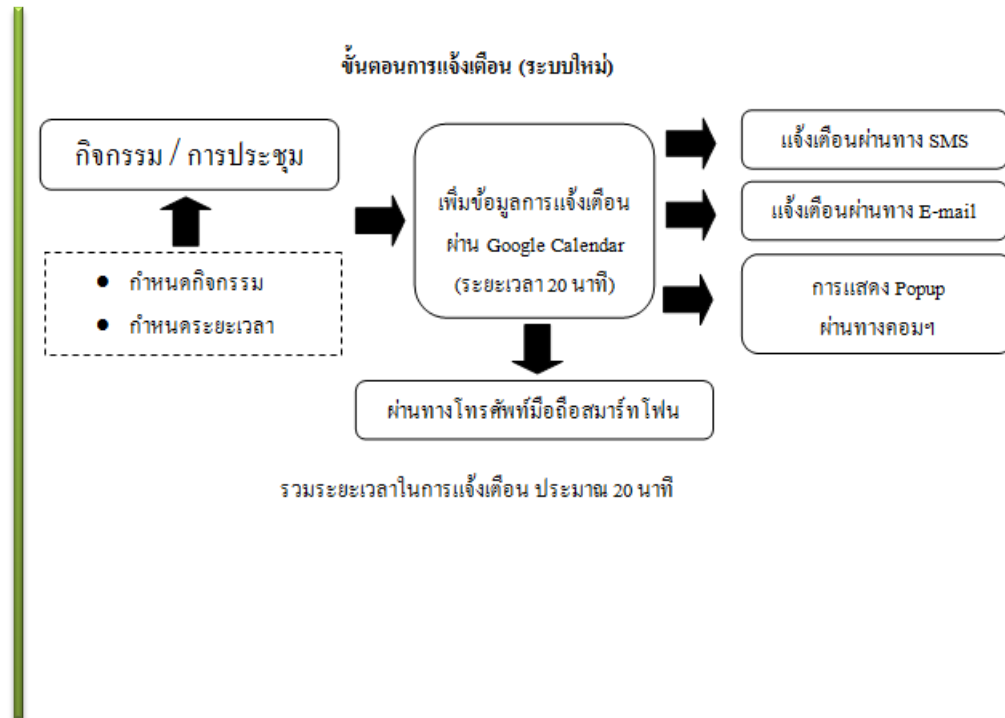 ขั้นตอนการแจ้งเตือน (ระบบใหม่)
กิจกรรม / การประชุม
● กำหนดกิจกรรม
● กำหนดระยะเวลา
เพิ่มข้อมูลการแจ้งเตือน
ผ่าน Google Calendar
(ระยะเวลา 20 นาที)
แจ้งเตือนผ่านทาง SMS
แจ้งเตือนผ่านทาง E-mail
การแสดง Popup
ผ่านทางคอมฯ
ผ่านทางโทรศัพท์มือถือสมาร์ทโฟน
รวมระยะเวลาในการแจ้งเตือน ประมาณ 20 นาที